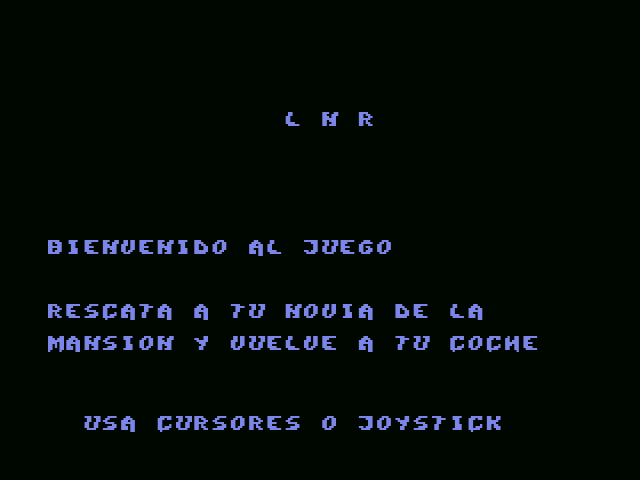 L N R
BIENVENIDO AL JUEGO
RESCATA A TU NOVIA DE LA
MANSION Y VUELVE A TU COCHE
USA CURSORES O JOYSTICK